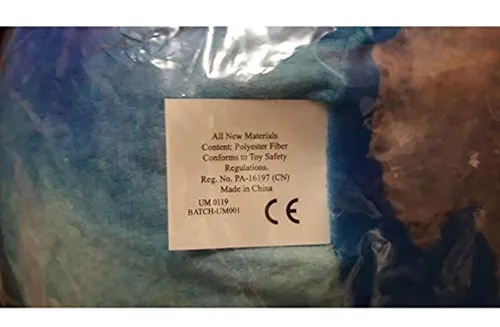 All New Materials
Content: Polyester Fiber
Conforms to Toy Safety
Regulations.
Reg. No. PA-16197 (CN)
Made in China
UM 0119
BATCH-UM001
CE